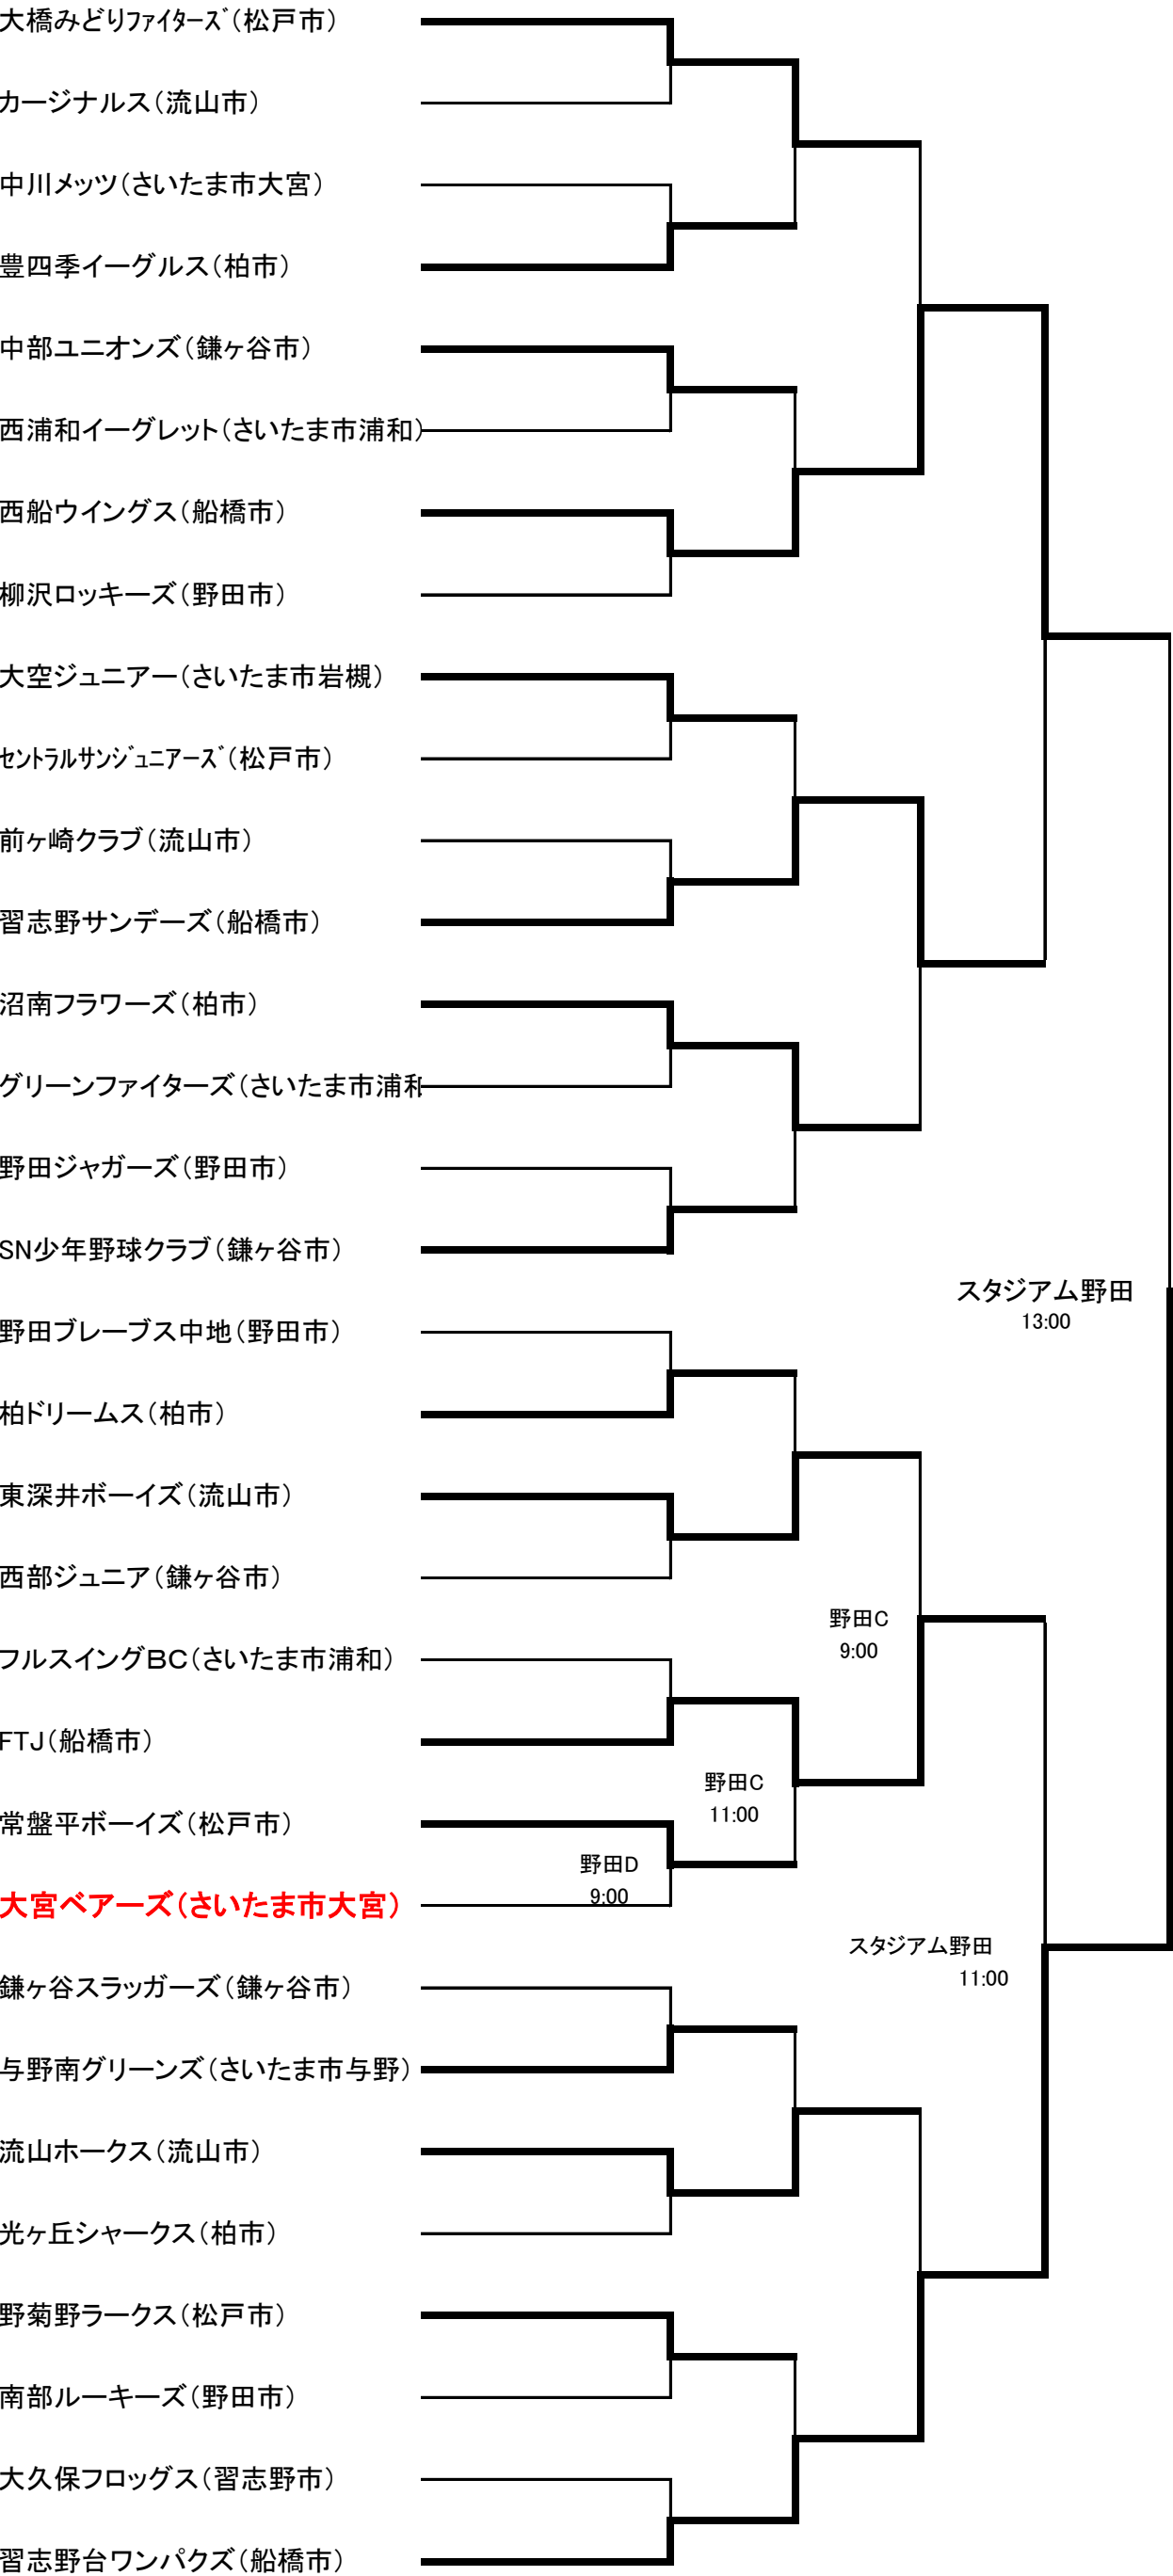 大橋みどりﾌｧｲﾀｰｽﾞ（松戸市）
カージナルス（流山市）
中川メッツ（さいたま市大宮）
豊四季イーグルス（柏市）
中部ユニオンズ（鎌ヶ谷市）
西浦和イーグレット（さいたま市浦和）
西船ウイングス（船橋市）
柳沢ロッキーズ（野田市）
大空ジュニアー（さいたま市岩槻）
ｾﾝﾄﾗﾙｻﾝｼﾞｭﾆｱｰｽﾞ（松戸市）
前ヶ崎クラブ（流山市）
習志野サンデーズ（船橋市）
沼南フラワーズ（柏市）
グリーンファイターズ（さいたま市浦和
野田ジャガーズ（野田市）
SN少年野球クラブ（鎌ヶ谷市）
スタジアム野田
13:00
野田ブレーブス中地（野田市）
柏ドリームス（柏市）
東深井ボーイズ（流山市）
西部ジュニア（鎌ヶ谷市）
野田C
9:00
フルスイングＢＣ（さいたま市浦和）
FTJ（船橋市）
野田C
11:00
常盤平ボーイズ（松戸市）
野田D
9:00
大宮ベアーズ（さいたま市大宮）
スタジアム野田
11:00
鎌ヶ谷スラッガーズ（鎌ヶ谷市）
与野南グリーンズ（さいたま市与野）
流山ホークス（流山市）
光ヶ丘シャークス（柏市）
野菊野ラークス（松戸市）
南部ルーキーズ（野田市）
大久保フロッグス（習志野市）
習志野台ワンパクズ（船橋市）